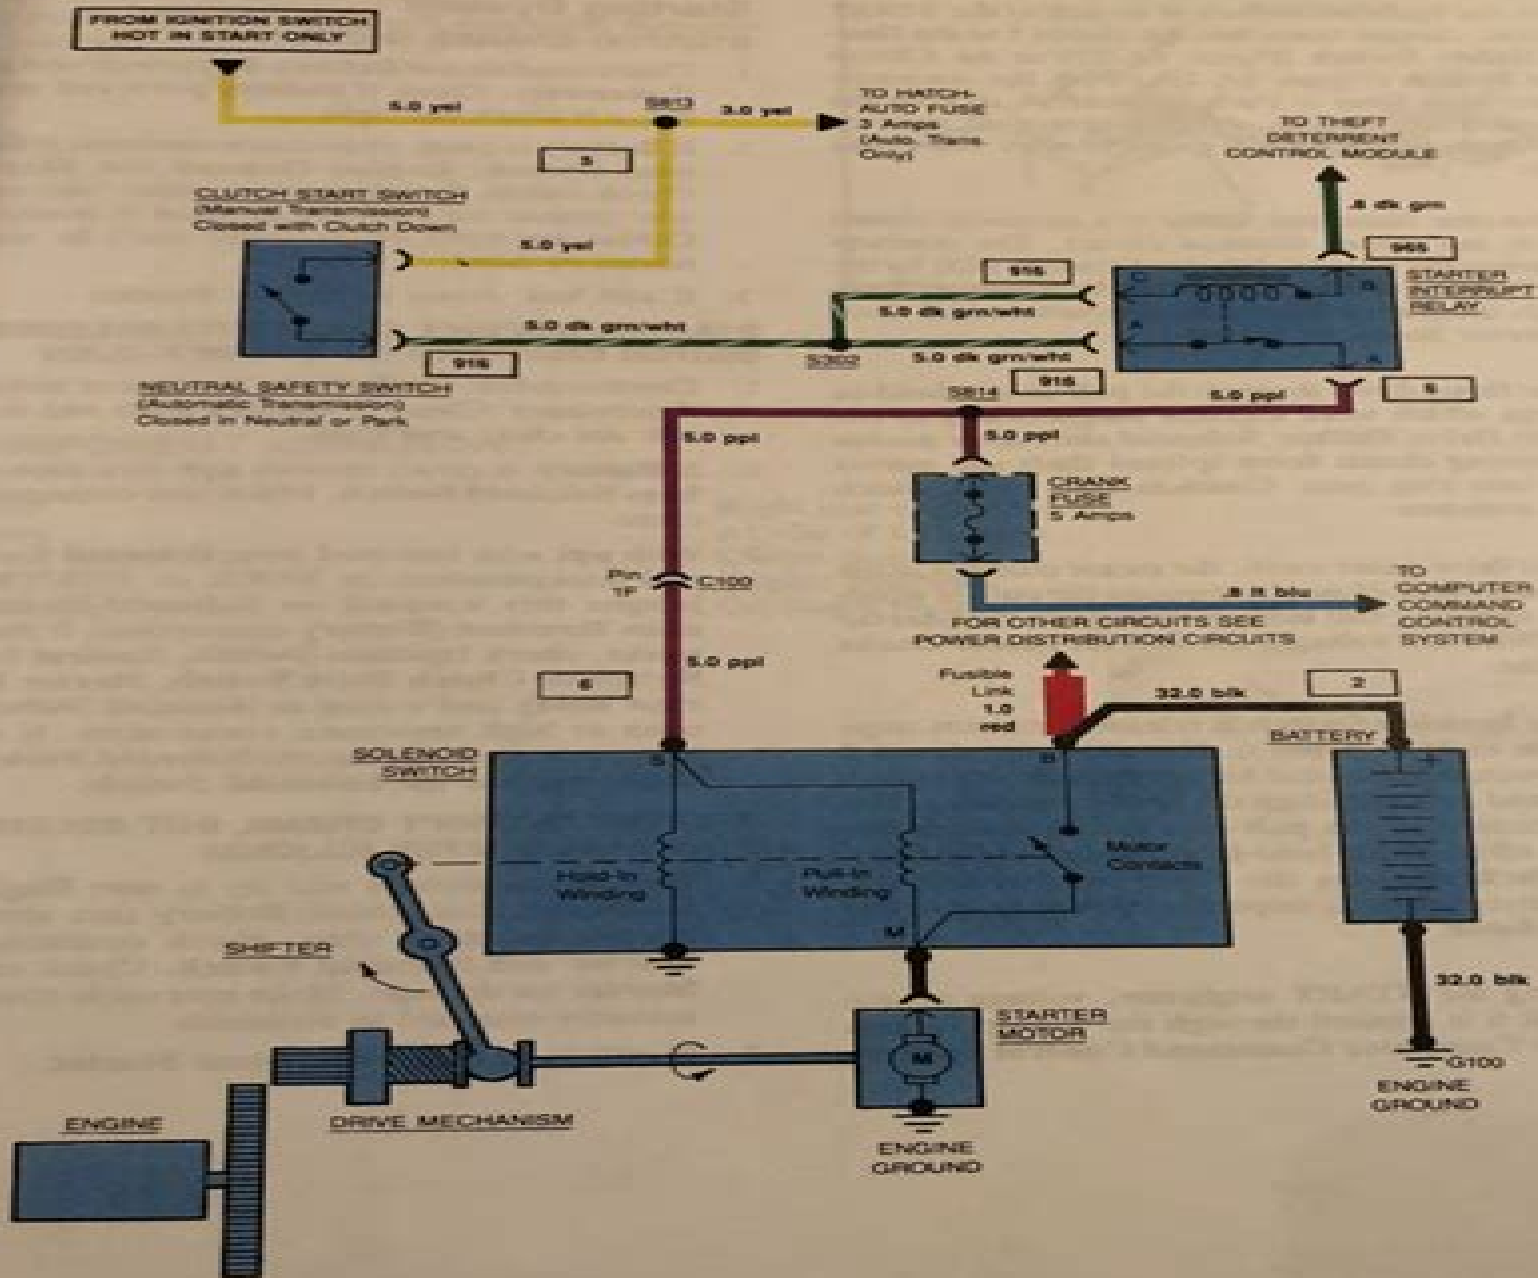 FROM IGNITION SWITCH
HOT IN START ONLY
5.0 yel
S813
3.0 yel
TO HATCH-
AUTO FUSE
3 Amps
(Auto. Trans.
Only)
TO THEFT
DETERRENT
CONTROL MODULE
5
.8 dk grn
CLUTCH START SWITCH
(Manual Transmission)
Closed with Clutch Down
5.0 yel
STARTER
INTERRUPT
RELAY
5.0 dk grn/wht
5.0 dk grn/wht
916
S302
5.0 dk grn/wht
916
NEUTRAL SAFETY SWITCH
(Automatic Transmission)
Closed in Neutral or Park
S814
5.0 ppl
5.0 ppl
5.0 ppl
CRANK
FUSE
5 Amps
Pin
1F
C100
.8 lt blu
TO
COMPUTER
COMMAND
CONTROL
SYSTEM
FOR OTHER CIRCUITS SEE
POWER DISTRIBUTION CIRCUITS
5.0 ppl
6
Fusible
Link
1.0
red
32.0 blk
2
BATTERY
SOLENOID
SWITCH
S
B
+
Hold-In
Winding
Pull-In
Winding
Motor
Contacts
M
SHIFTER
32.0 blk
STARTER
MOTOR
M
G100
ENGINE
GROUND
ENGINE
DRIVE MECHANISM
ENGINE
GROUND